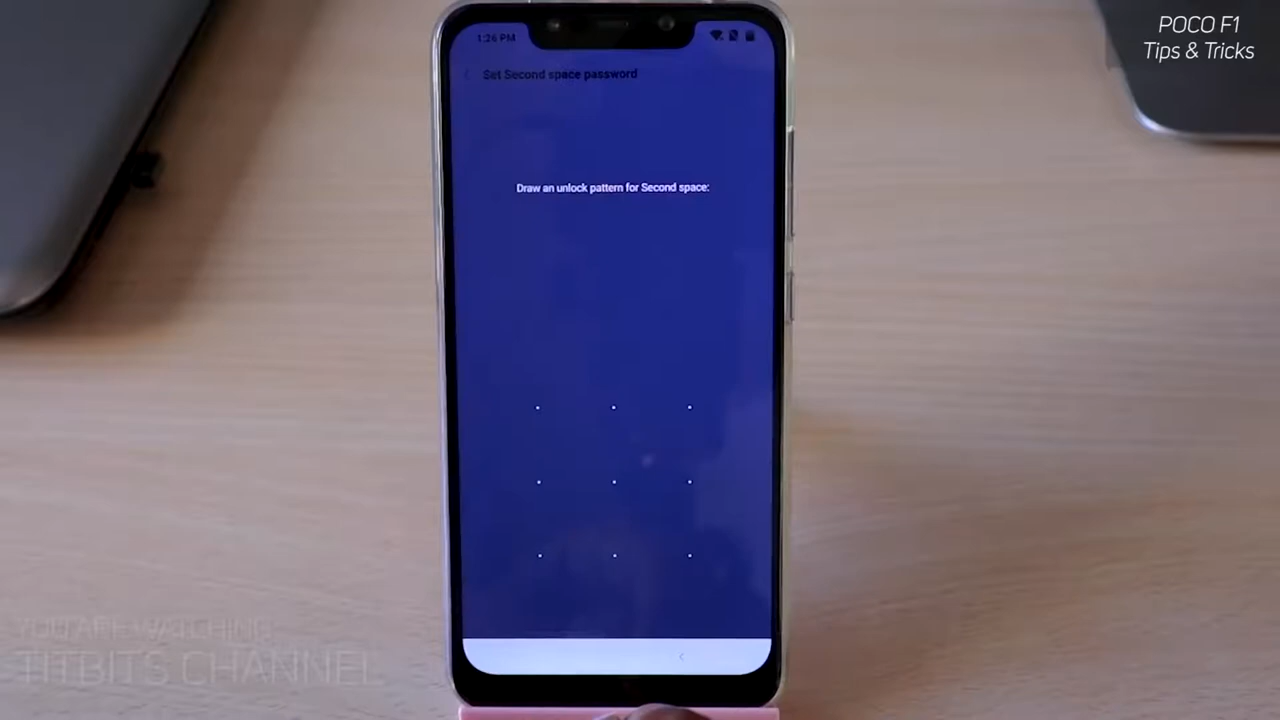 POCO F1
Tips & Tricks
1:26 PM
Set Second space password
Draw an unlock pattern for Second space:
YOU ARE WATCHING
TITBITS CHANNEL